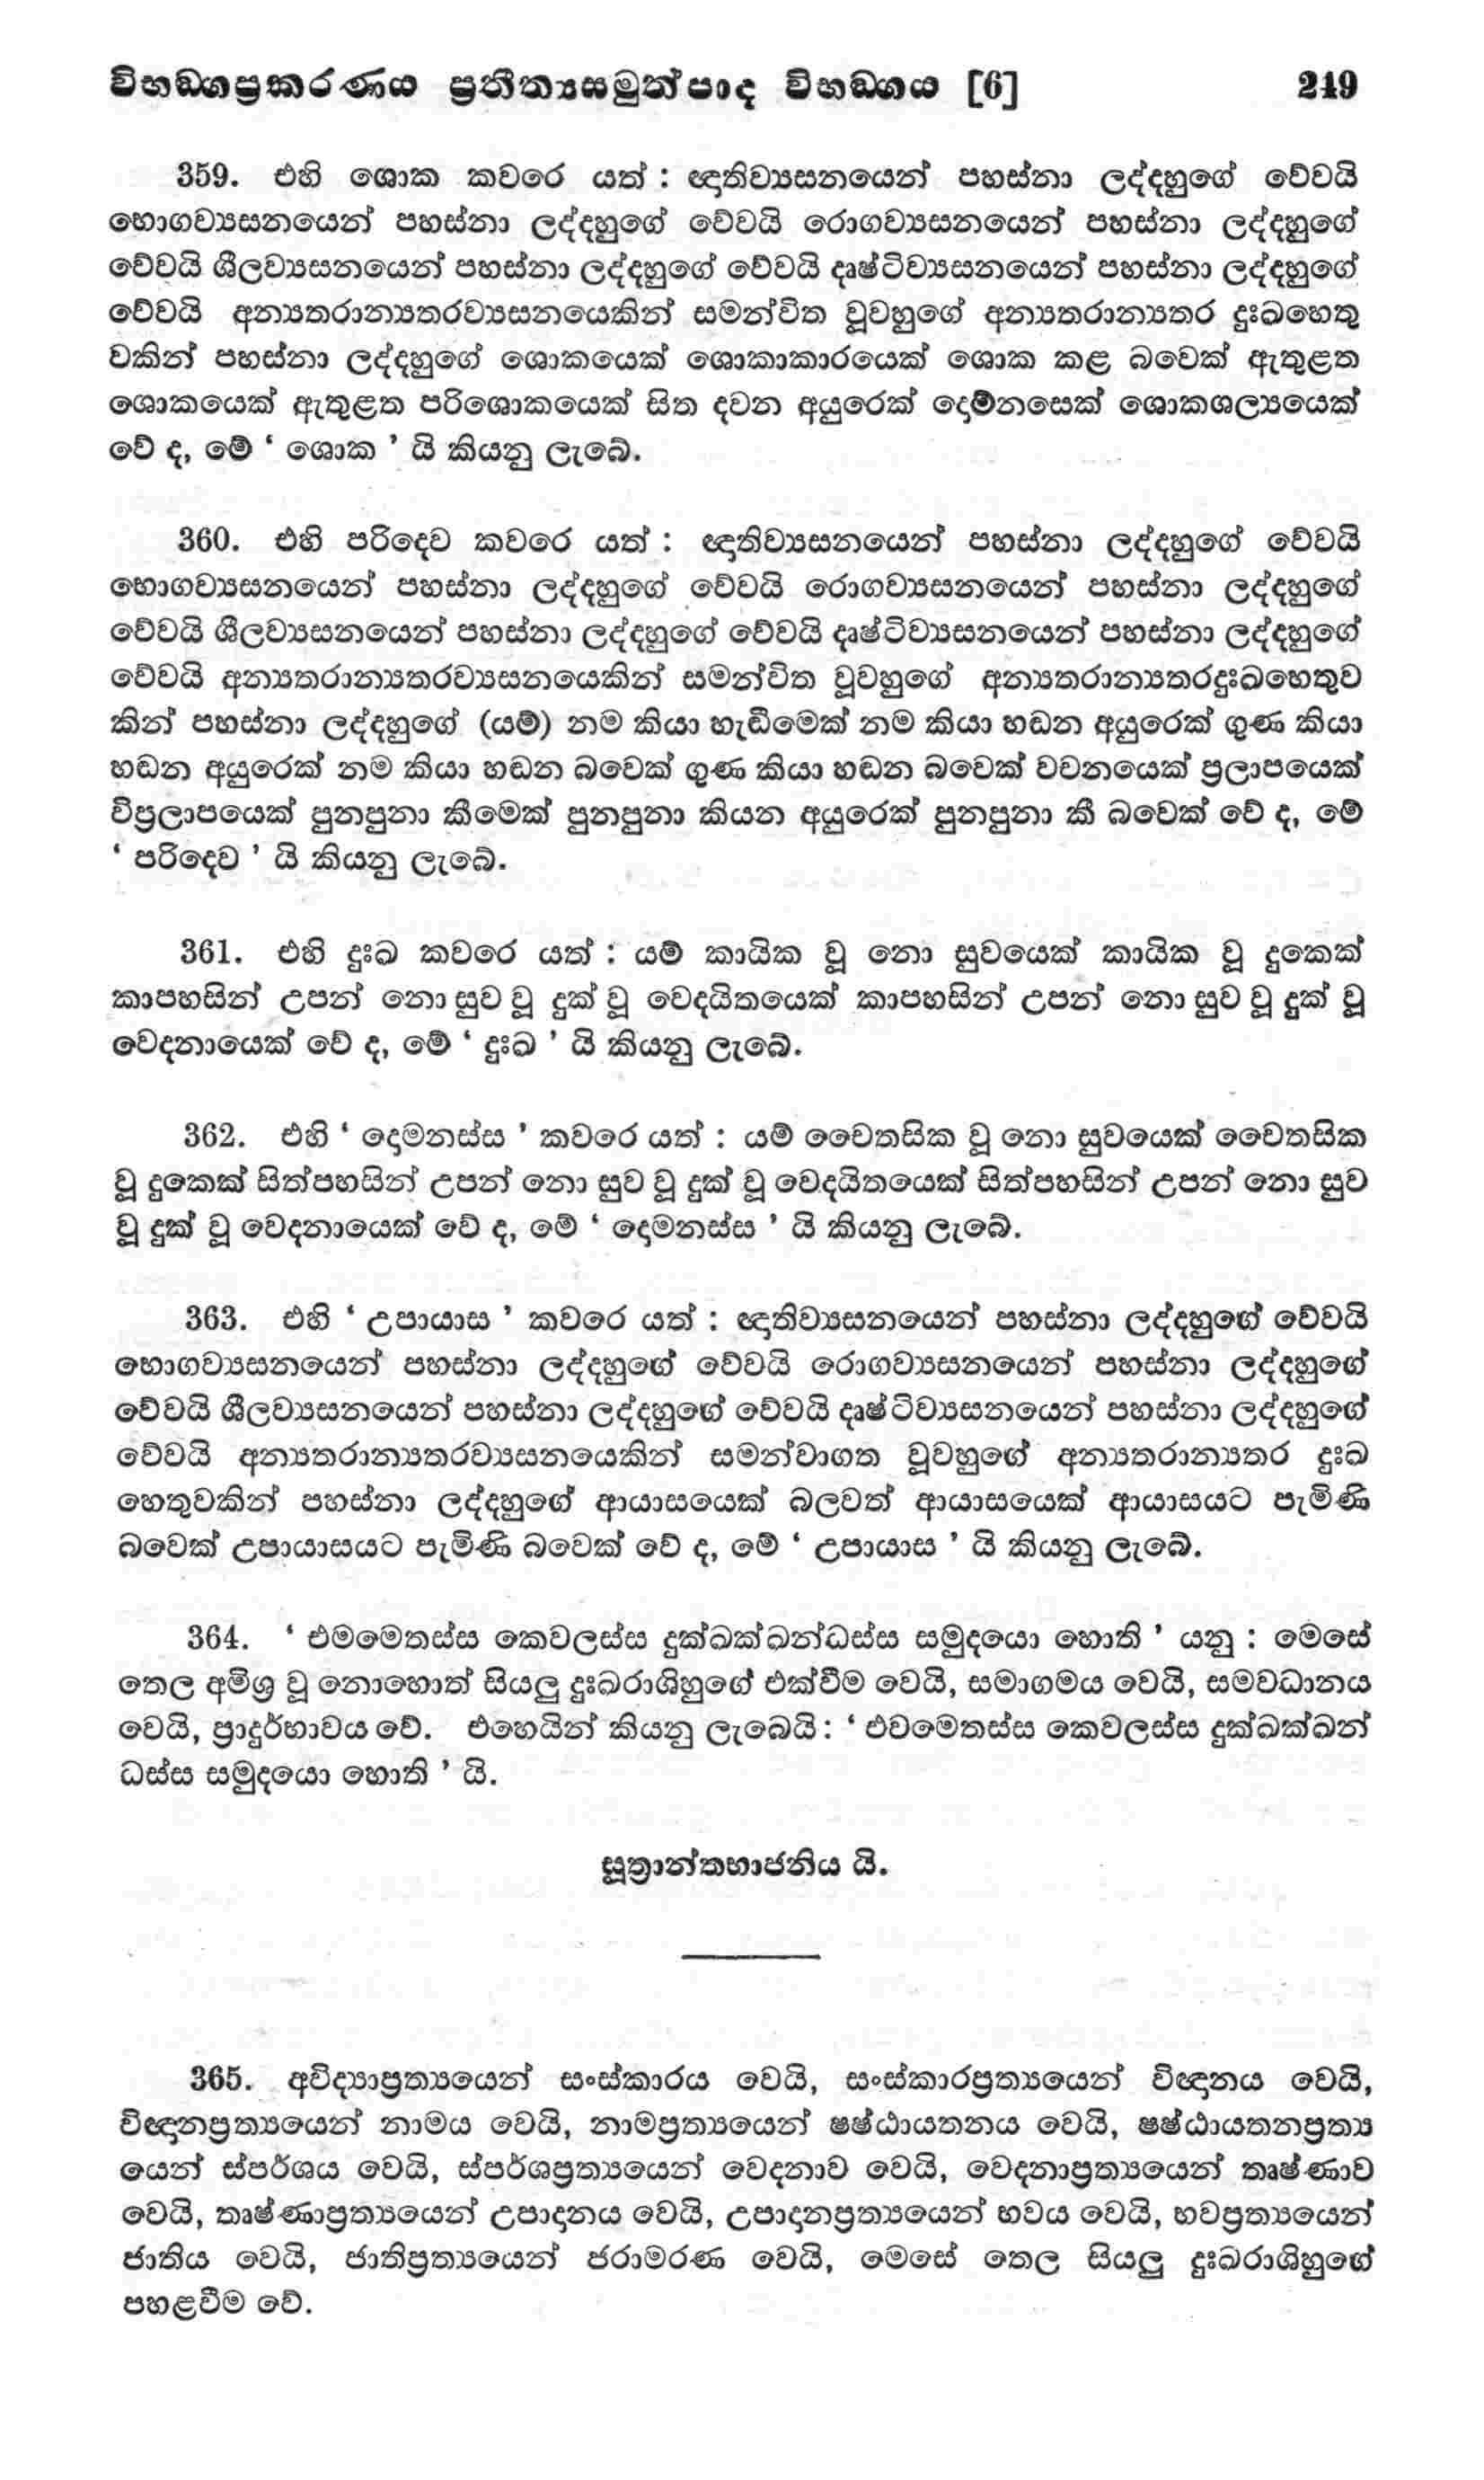 විභඞ්ගප්‍රකරණය ප්‍රතීත්‍යසමුත්පාද විභඞ්ගය [6] 249
359. එහි ශොක කවරෙ යත් : ඥාතිව්‍යසනයෙන් පහස්නා ලද්දහුගේ වේවයි
භොගව්‍යසනයෙන් පහස්නා ලද්දහුගේ වේවයි රොගව්‍යසනයෙන් පහස්නා ලද්දහුගේ
වේවයි ශීලව්‍යසනයෙන් පහස්නා ලද්දහුගේ වේවයි දෘෂ්ටිව්‍යසනයෙන් පහස්නා ලද්දහුගේ
වේවයි අන්‍යතරාන්‍යතරව්‍යසනයෙකින් සමන්විත වූවහුගේ අන්‍යතරාන්‍යතර දුඃඛහෙතු
වකින් පහස්නා ලද්දහුගේ ශොකයෙක් ශොකාකාරයෙක් ශොක කළ බවෙක් ඇතුළත
ශොකයෙක් ඇතුළත පරිශොකයෙක් සිත දවන අයුරෙක් දොම්නසෙක් ශොකශල්‍යයෙක්
වේ ද, මේ ‘ ශොක ’ යි කියනු ලැබේ.
360. එහි පරිදෙව කවරෙ යත් : ඥාතිව්‍යසනයෙන් පහස්නා ලද්දහුගේ වේවයි
භොගව්‍යසනයෙන් පහස්නා ලද්දහුගේ වේවයි රොගව්‍යසනයෙන් පහස්නා ලද්දහුගේ
වේවයි ශීලව්‍යසනයෙන් පහස්නා ලද්දහුගේ වේවයි දෘෂ්ටිව්‍යසනයෙන් පහස්නා ලද්දහුගේ
වේවයි අන්‍යතරාන්‍යතරව්‍යසනයෙකින් සමන්විත වූවහුගේ අන්‍යතරාන්‍යතරදුඃඛහෙතුව
කින් පහස්නා ලද්දහුගේ (යම්) නම කියා හැඬීමෙක් නම කියා හඬන අයුරෙක් ගුණ කියා
හඬන අයුරෙක් නම කියා හඬන බවෙක් ගුණ කියා හඬන බවෙක් වචනයෙක් ප්‍රලාපයෙක්
විප්‍රලාපයෙක් පුනපුනා කීමෙක් පුනපුනා කියන අයුරෙක් පුනපුනා කී බවෙක් වේ ද, මේ
‘ පරිදෙව ’ යි කියනු ලැබේ.
361. එහි දුඃඛ කවරෙ යත් : යම් කායික වූ නො සුවයෙක් කායික වූ දුකෙක්
කාපහසින් උපන් නො සුව වූ දුක් වූ වෙදයිතයෙක් කාපහසින් උපන් නො සුව වූ දුක් වූ
වෙදනායෙක් වේ ද, මේ ‘ දුඃඛ ’ යි කියනු ලැබේ.
362. එහි ‘ දොමනස්ස ’ කවරෙ යත් : යම් චෛතසික වූ නො සුවයෙක් චෛතසික
වූ දුකෙක් සිත්පහසින් උපන් නො සුව වූ දුක් වූ වෙදයිතයෙක් සිත්පහසින් උපන් නො සුව
වූ දුක් වූ වෙදනායෙක් වේ ද, මේ ‘ දොමනස්ස ’ යි කියනු ලැබේ.
363. එහි ‘ උපායාස ’ කවරෙ යත් : ඥාතිව්‍යසනයෙන් පහස්නා ලද්දහුගේ වේවයි
භොගව්‍යසනයෙන් පහස්නා ලද්දහුගේ වේවයි රොගව්‍යසනයෙන් පහස්නා ලද්දහුගේ
වේවයි ශීලව්‍යසනයෙන් පහස්නා ලද්දහුගේ වේවයි දෘෂ්ටිව්‍යසනයෙන් පහස්නා ලද්දහුගේ
වේවයි අන්‍යතරාන්‍යතරව්‍යසනයෙකින් සමන්වාගත වූවහුගේ අන්‍යතරාන්‍යතර දුඃඛ
හෙතුවකින් පහස්නා ලද්දහුගේ ආයාසයෙක් බලවත් ආයාසයෙක් ආයාසයට පැමිණි
බවෙක් උපායාසයට පැමිණි බවෙක් වේ ද, මේ ‘ උපායාස ’ යි කියනු ලැබේ.
364. ‘ එමමෙතස්ස කෙවලස්ස දුක්ඛක්ඛන්ධස්ස සමුදයො හොති ’ යනු : මෙසේ
තෙල අමිශ්‍ර වූ නොහොත් සියලු දුඃඛරාශිහුගේ එක්වීම වෙයි, සමාගමය වෙයි, සමවධානය
වෙයි, ප්‍රාදුර්භාවය වේ. එහෙයින් කියනු ලැබෙයි : ‘ එවමෙතස්ස කෙවලස්ස දුක්ඛක්ඛන්
ධස්ස සමුදයො හොති ’ යි.
සූත්‍රාන්තභාජනිය යි.
365. අවිද්‍යාප්‍රත්‍යයෙන් සංස්කාරය වෙයි, සංස්කාරප්‍රත්‍යයෙන් විඥානය වෙයි,
විඥානප්‍රත්‍යයෙන් නාමය වෙයි, නාමප්‍රත්‍යයෙන් ෂෂ්ඨායතනය වෙයි, ෂෂ්ඨායතනප්‍රත්‍ය
යෙන් ස්පර්ශය වෙයි, ස්පර්ශප්‍රත්‍යයෙන් වෙදනාව වෙයි, වෙදනාප්‍රත්‍යයෙන් තෘෂ්ණාව
වෙයි, තෘෂ්ණාප්‍රත්‍යයෙන් උපාදානය වෙයි, උපාදානප්‍රත්‍යයෙන් භවය වෙයි, භවප්‍රත්‍යයෙන්
ජාතිය වෙයි, ජාතිප්‍රත්‍යයෙන් ජරාමරණ වෙයි, මෙසේ තෙල සියලු දුඃඛරාශිහුගේ
පහළවීම වේ.